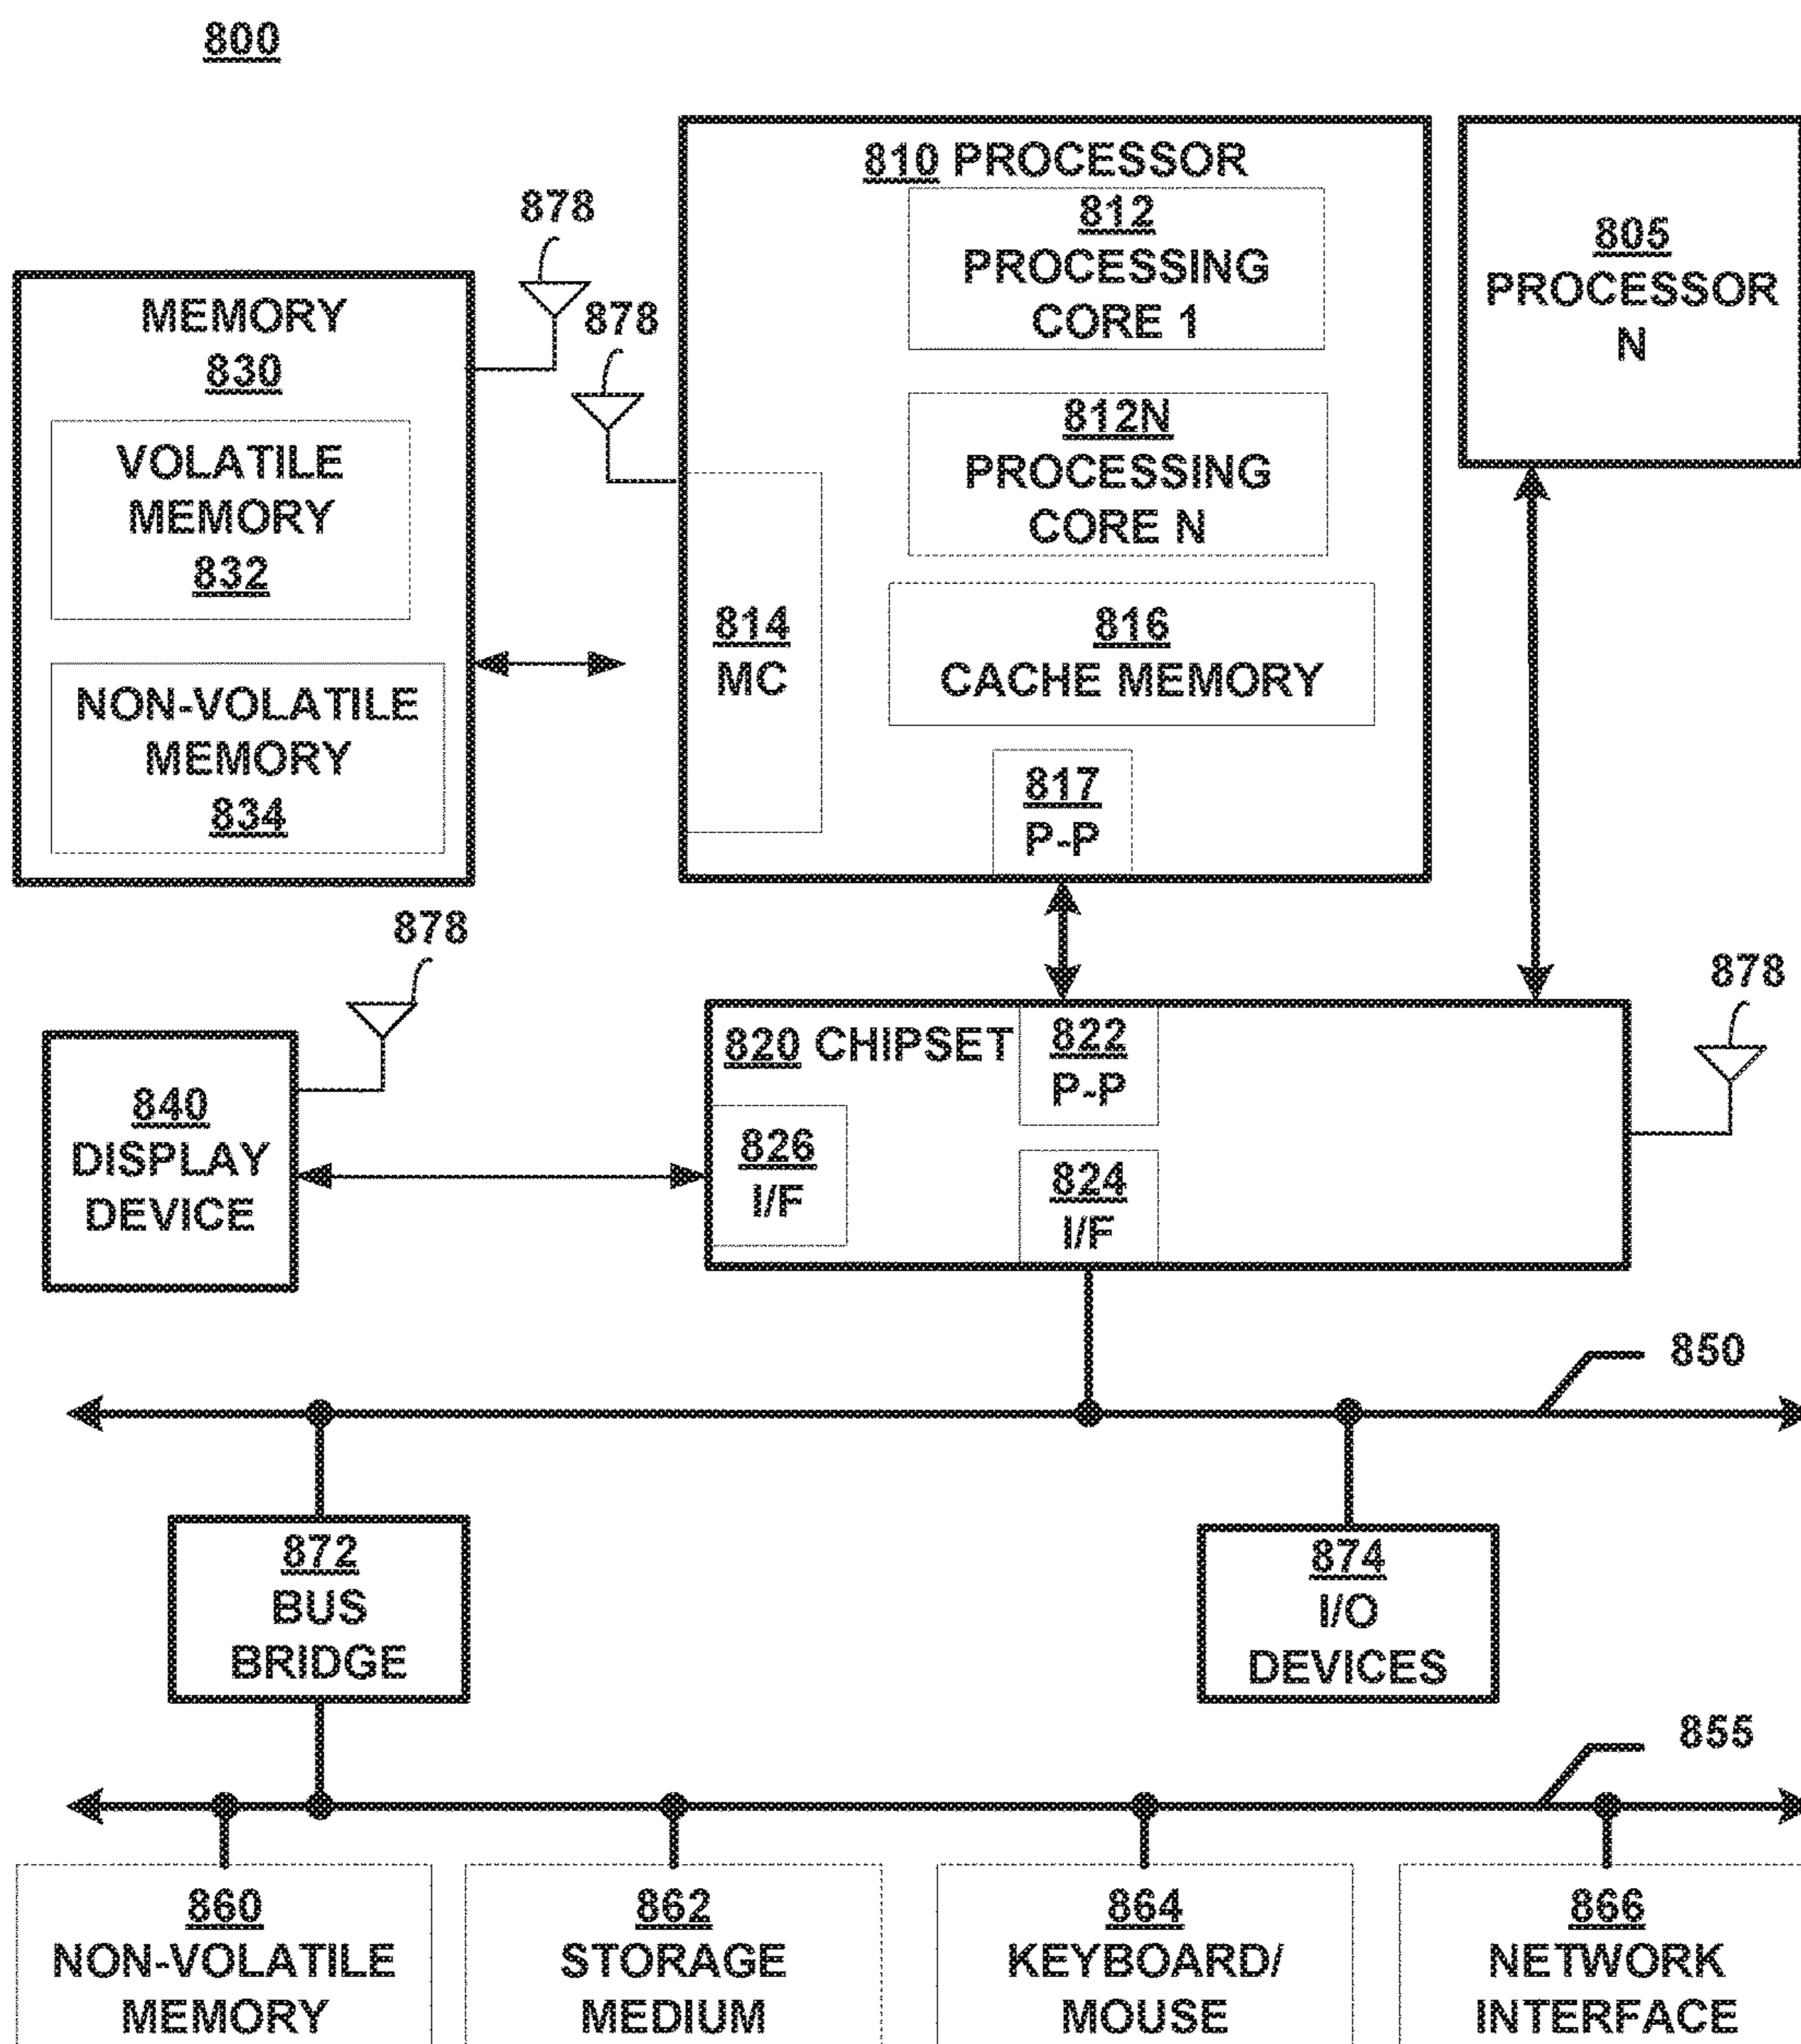 800
810 PROCESSOR
812
PROCESSING
CORE 1
812N
PROCESSING
CORE N
814
MC
816
CACHE MEMORY
817
P-P
805
PROCESSOR
N
878
878
MEMORY
830
VOLATILE
MEMORY
832
NON-VOLATILE
MEMORY
834
878
840
DISPLAY
DEVICE
820 CHIPSET
822
P-P
826
I/F
824
I/F
878
850
872
BUS
BRIDGE
874
I/O
DEVICES
855
860
NON-VOLATILE
MEMORY
862
STORAGE
MEDIUM
864
KEYBOARD/
MOUSE
866
NETWORK
INTERFACE